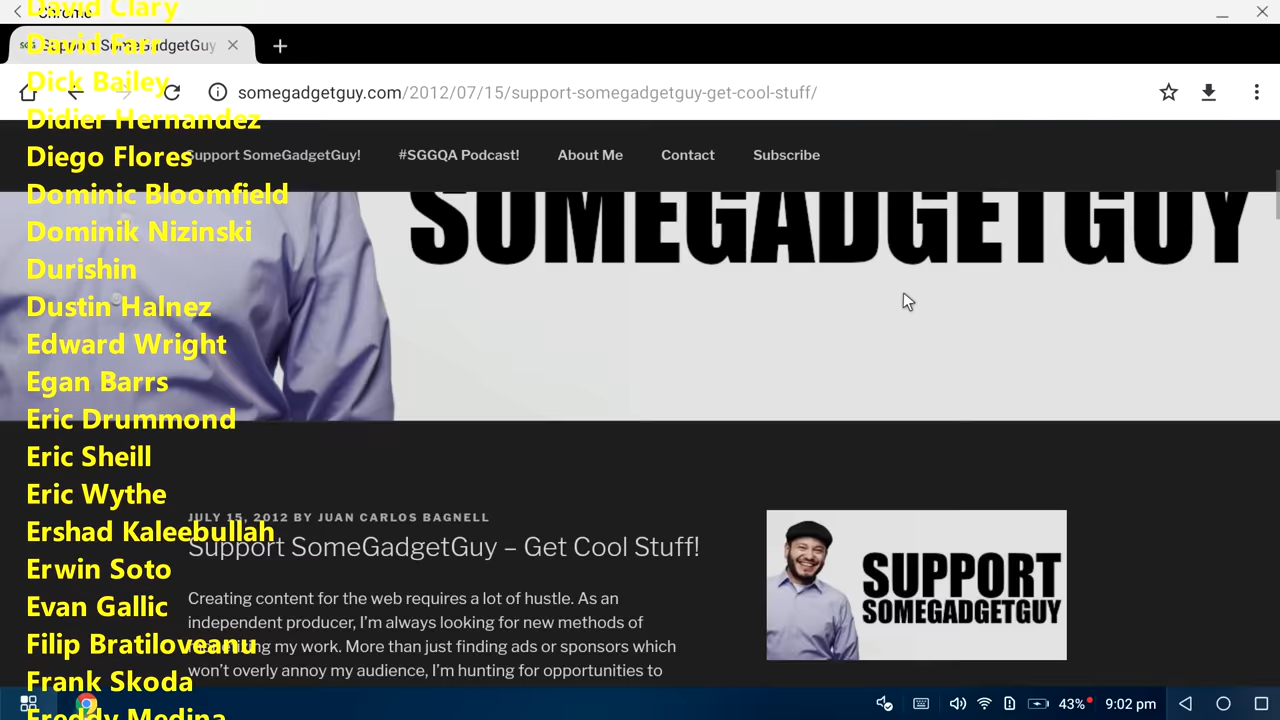 David Clary
Chrome
David Farr
Support SomeGadgetGuy
Dick Bailey
somegadgetguy.com/2012/07/15/support-somegadgetguy-get-cool-stuff/
Didier Hernandez
Diego Flores
Support SomeGadgetGuy!
#SGGQA Podcast!
About Me
Contact
Subscribe
Dominic Bloomfield
SOMEGADGETGUY
Dominik Nizinski
Durishin
Dustin Halnez
Edward Wright
Egan Barrs
Eric Drummond
Eric Sheill
Eric Wythe
Ershad Kaleebullah
Erwin Soto
Evan Gallic
Filip Bratiloveanu
Frank Skoda
Freddy Medina
JULY 15, 2012 BY JUAN CARLOS BAGNELL
Support SomeGadgetGuy – Get Cool Stuff!
Creating content for the web requires a lot of hustle. As an
independent producer, I'm always looking for new methods of
my work. More than just finding ads or sponsors which
won't overly annoy my audience, I'm hunting for opportunities to
SUPPORT
SOMEGADGETGUY
43%
9:02 pm